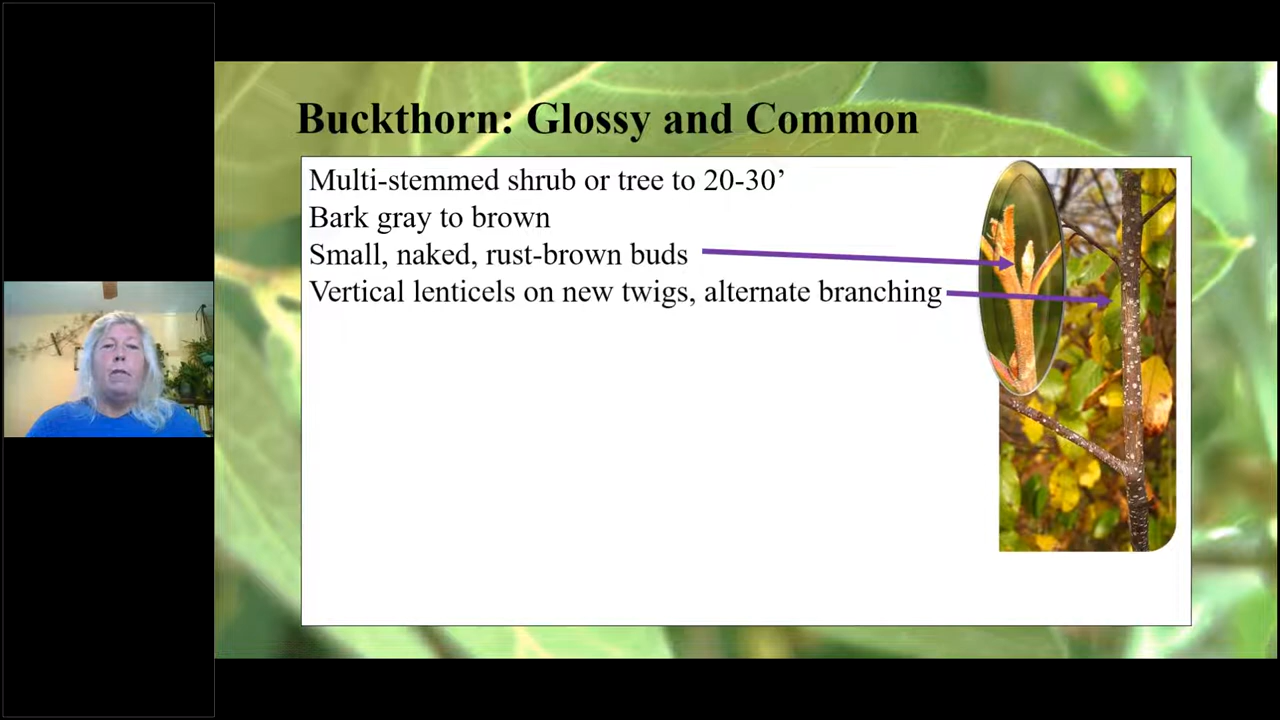 Buckthorn: Glossy and Common
Multi-stemmed shrub or tree to 20-30’
Bark gray to brown
Small, naked, rust-brown buds
Vertical lenticels on new twigs, alternate branching